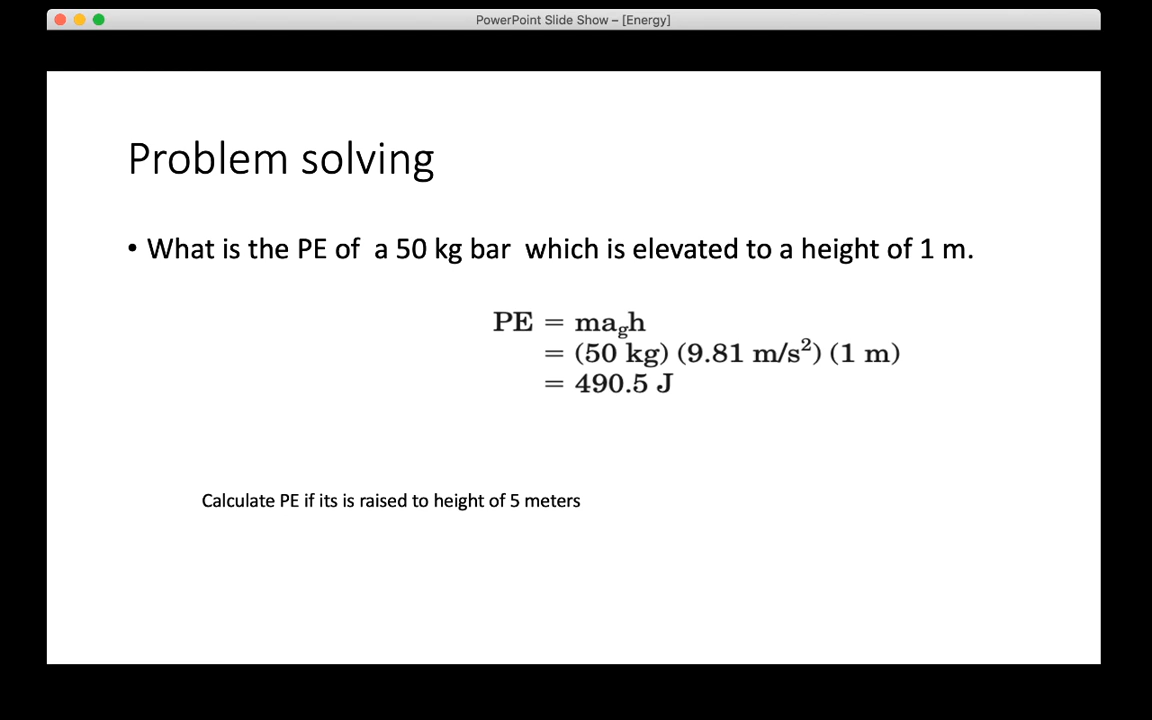 PowerPoint Slide Show – [Energy]
Problem solving
• What is the PE of a 50 kg bar which is elevated to a height of 1 m.
PE = magh
= (50 kg) (9.81 m/s²) (1 m)
= 490.5 J
Calculate PE if its is raised to height of 5 meters